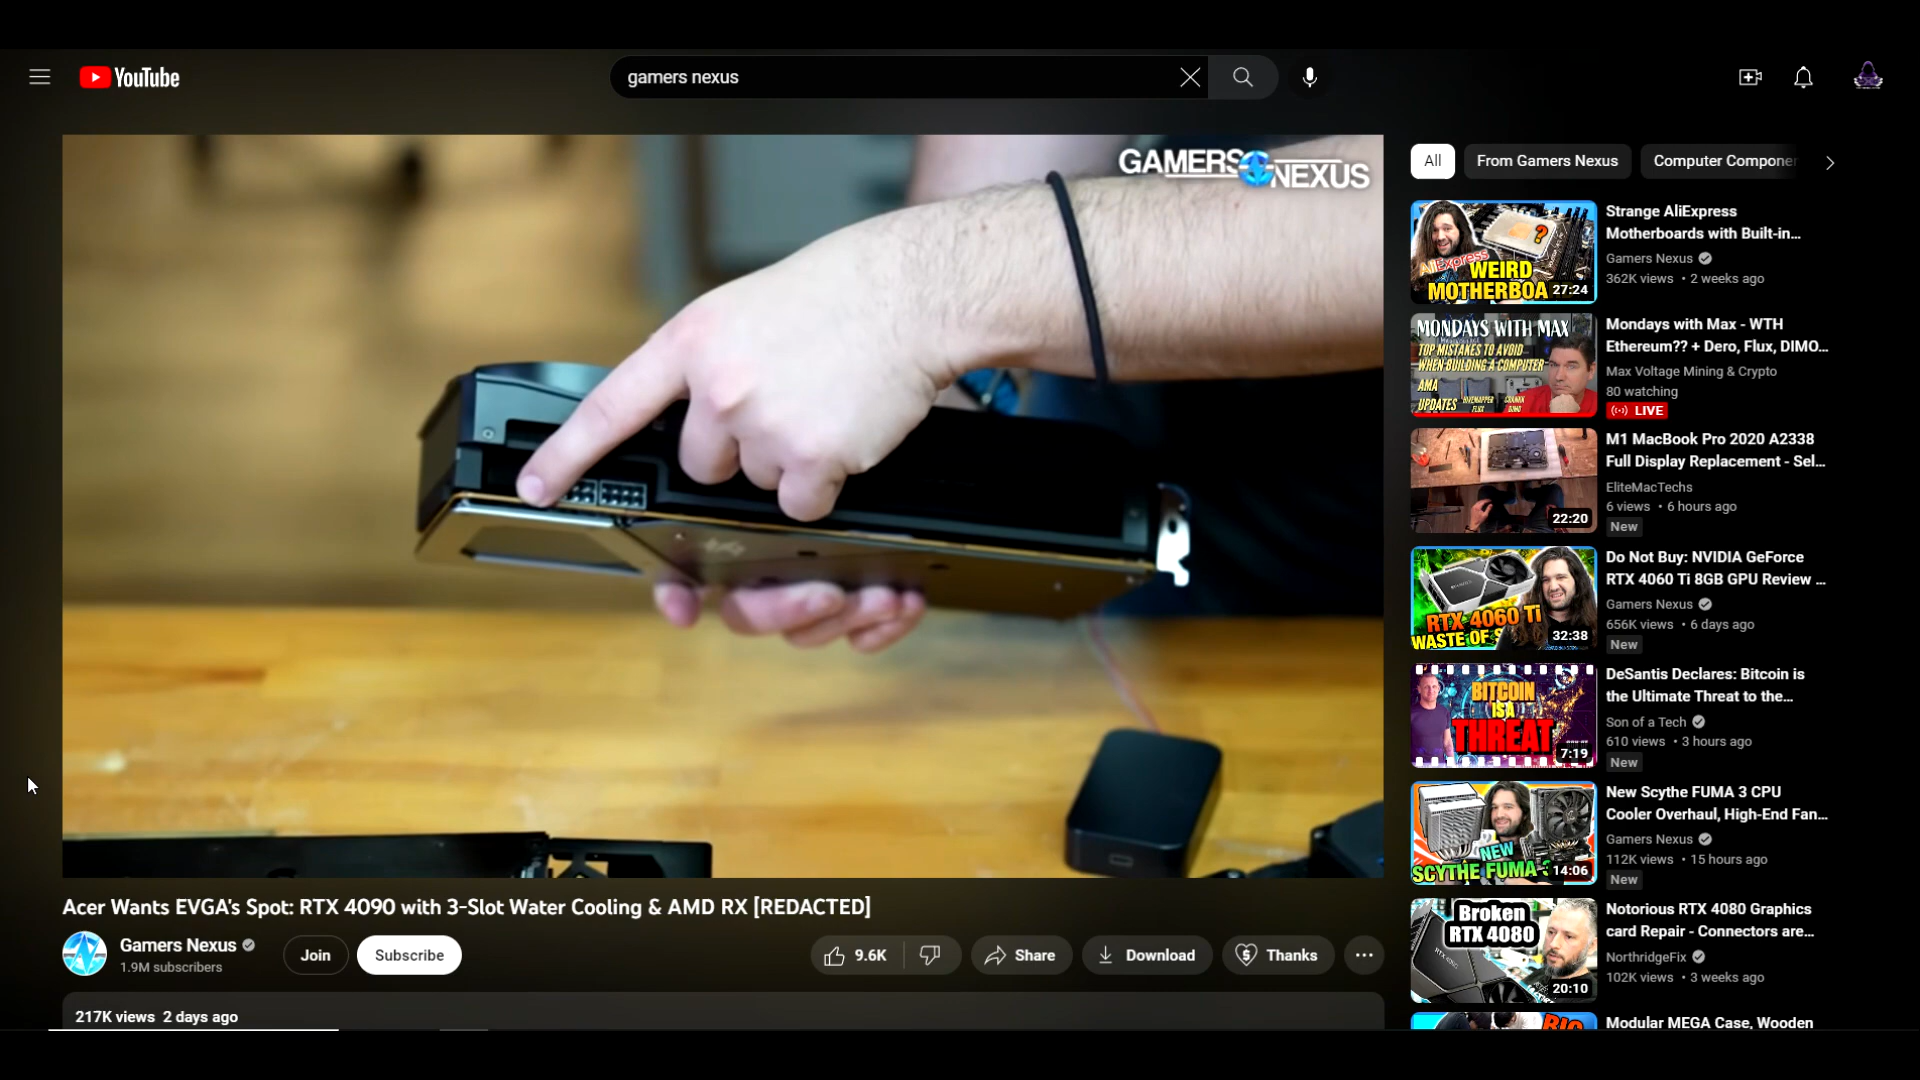 YouTube
gamers nexus
GAMERS NEXUS
All
From Gamers Nexus
Computer Componen
Strange AliExpress
Motherboards with Built-in...
Gamers Nexus
362K views • 2 weeks ago
AliExpress
WEIRD
MOTHERBOA
27:24
Mondays with Max - WTH
Ethereum?? + Dero, Flux, DIMO...
Max Voltage Mining & Crypto
80 watching
LIVE
MONDAYS WITH MAX
TOP MISTAKES TO AVOID
WHEN BUILDING A COMPUTER
AMA
UPDATES
M1 MacBook Pro 2020 A2338
Full Display Replacement - Sel...
EliteMacTechs
6 views • 6 hours ago
New
22:20
Do Not Buy: NVIDIA GeForce
RTX 4060 Ti 8GB GPU Review ...
Gamers Nexus
656K views • 6 days ago
New
RTX 4060 Ti
WASTE OF S
32:38
DeSantis Declares: Bitcoin is
the Ultimate Threat to the...
Son of a Tech
610 views • 3 hours ago
New
BITCOIN
IS A
THREAT
7:19
New Scythe FUMA 3 CPU
Cooler Overhaul, High-End Fan...
Gamers Nexus
112K views • 15 hours ago
New
NEW
SCYTHE FUMA 3
14:06
Notorious RTX 4080 Graphics
card Repair - Connectors are...
NorthridgeFix
102K views • 3 weeks ago
Broken
RTX 4080
20:10
Modular MEGA Case, Wooden
BIG
Acer Wants EVGA's Spot: RTX 4090 with 3-Slot Water Cooling & AMD RX [REDACTED]
Gamers Nexus
1.9M subscribers
Join
Subscribe
9.6K
Share
Download
Thanks
217K views 2 days ago